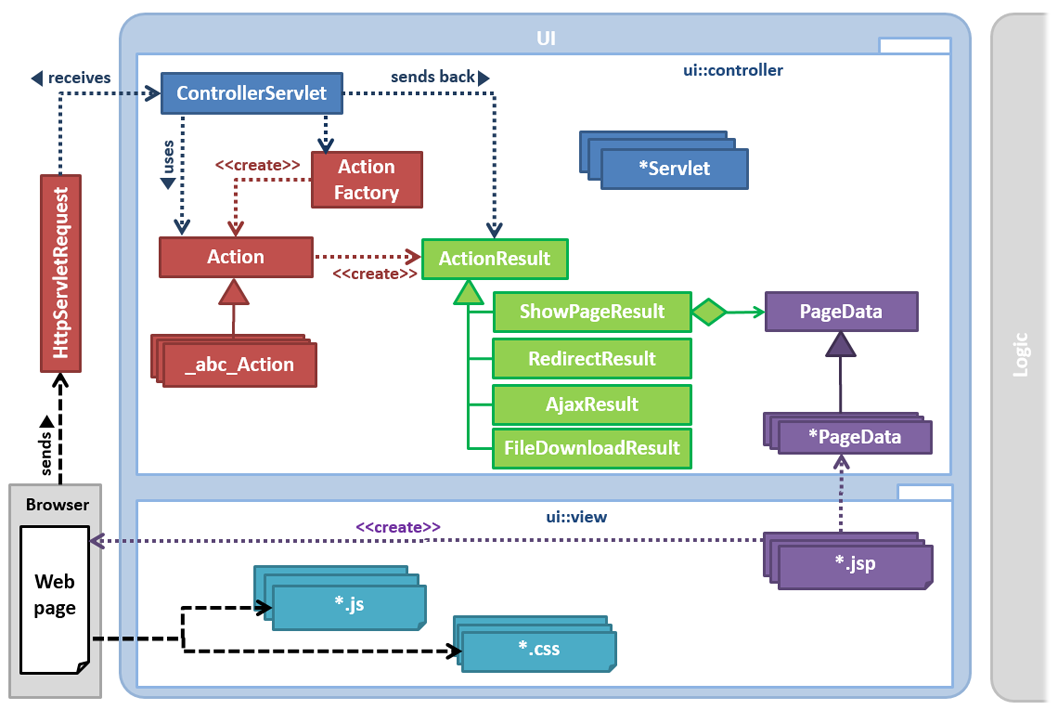 UI
ui::controller
◀ receives
ControllerServlet
sends back ▶
*Servlet
uses
<<create>>
Action
Factory
HttpServletRequest
Action
<<create>>
ActionResult
ShowPageResult
PageData
RedirectResult
_abc_Action
AjaxResult
*PageData
FileDownloadResult
Logic
sends
Browser
ui::view
<<create>>
Web
page
*.jsp
*.js
*.css